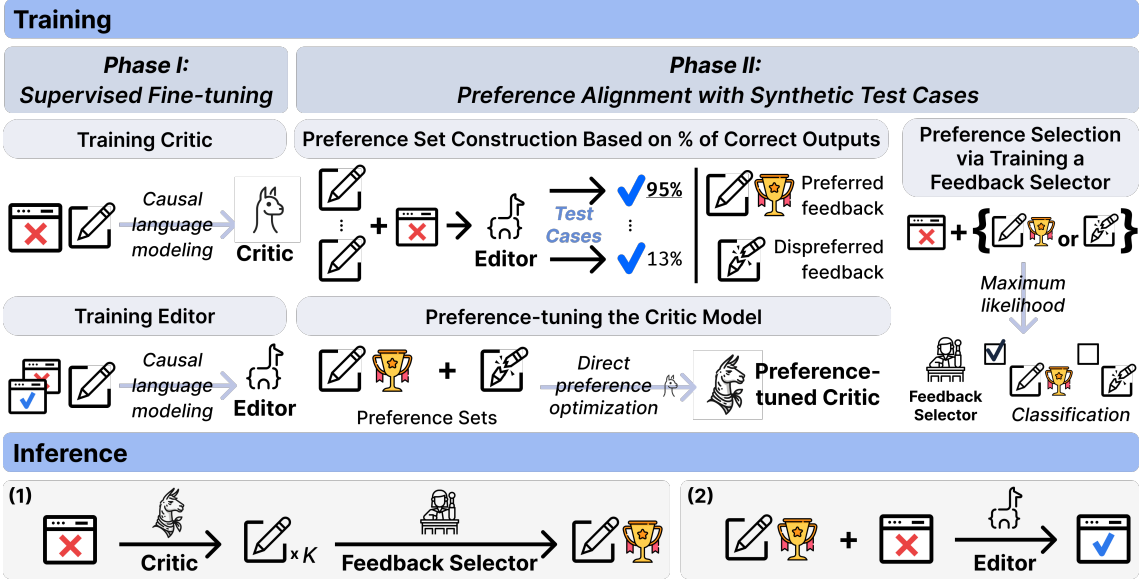 Training
Phase I:
Supervised Fine-tuning
Phase II:
Preference Alignment with Synthetic Test Cases
Training Critic
Causal
language
modeling
Critic
Training Editor
Causal
language
modeling
Editor
Preference Set Construction Based on % of Correct Outputs
+
Editor
Test
Cases
95%
13%
Preferred
feedback
Dispreferred
feedback
Preference-tuning the Critic Model
+
Preference Sets
Direct
preference
optimization
Preference-
tuned Critic
Preference Selection
via Training a
Feedback Selector
+ { or }
Maximum
likelihood
Feedback
Selector
Classification
Inference
(1)
Critic
x K
Feedback Selector
(2)
+
Editor